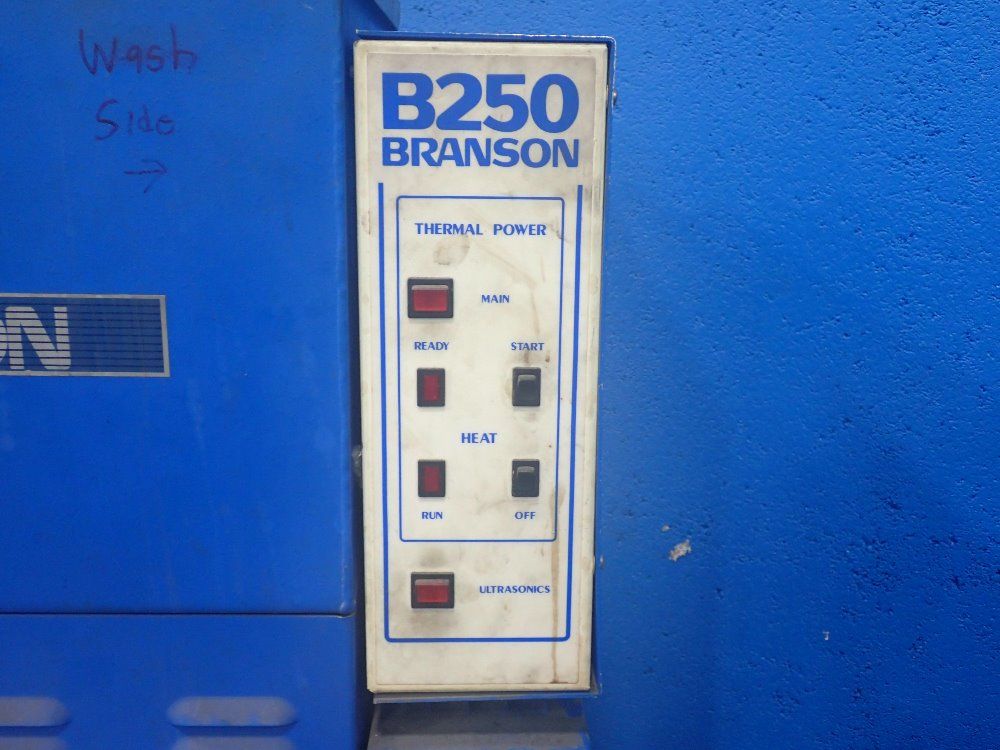 Wash
Side
→
ON
B250
BRANSON
THERMAL POWER
MAIN
READY START
HEAT
RUN OFF
ULTRASONICS